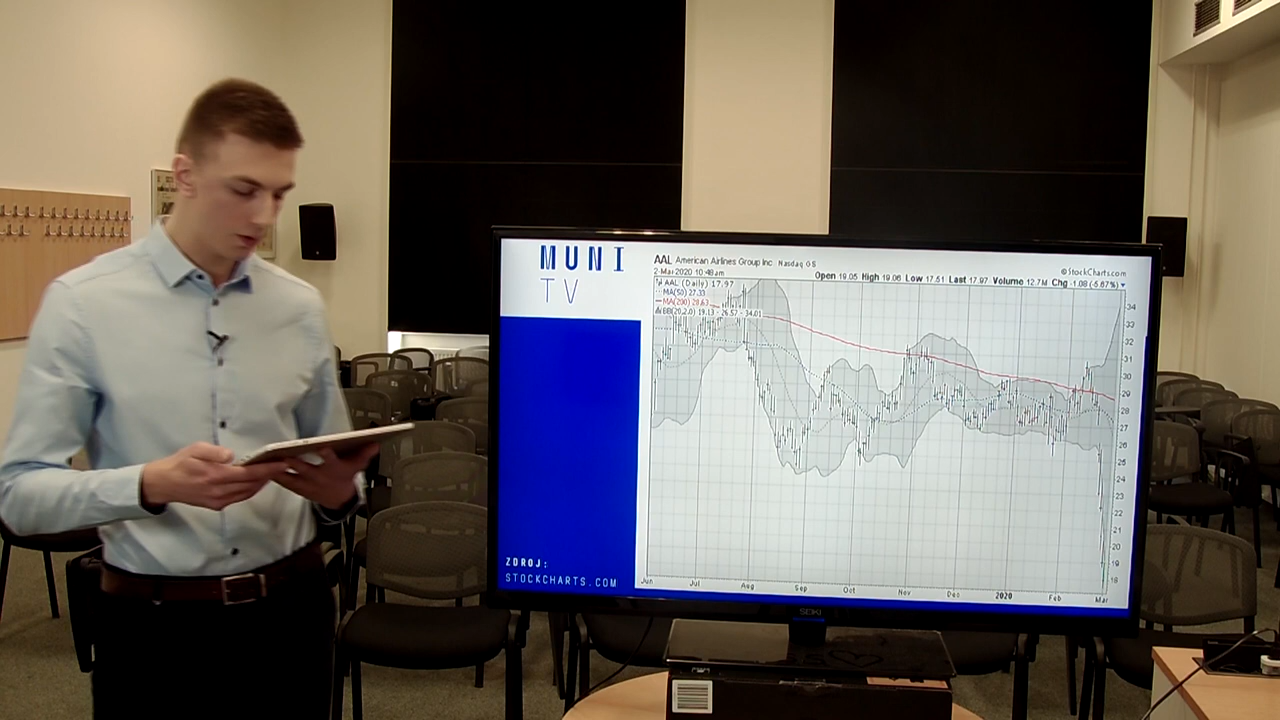 MUNI
TV
AAL American Airlines Group Inc Nasdaq GS
© StockCharts.com
2-Mar-2020 10:48am
Open 19.05 High 19.06 Low 17.51 Last 17.97 Volume 12.7M Chg -1.08 (-5.67%)
AAL (Daily) 17.97
MA(50) 27.33
MA(200) 28.63
BB(20,2.0) 19.13 - 26.57 - 34.01
34
33
32
31
30
29
28
27
26
25
24
23
22
21
20
19
18
Jun Jul Aug Sep Oct Nov Dec 2020 Feb Mar
ZDROJ:
STOCKCHARTS.COM
SEIKI